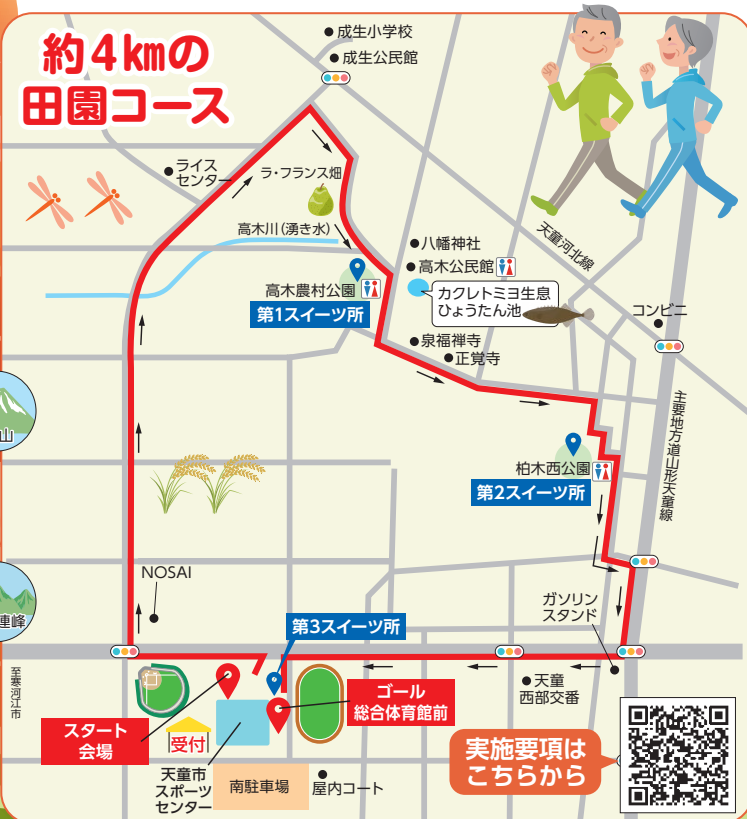 約4kmの
田園コース
成生小学校
成生公民館
ライス
センター
ラ・フランス畑
高木川(湧き水)
八幡神社
高木公民館
天童河北線
高木農村公園
第1スイーツ所
カクレトミヨ生息
ひょうたん池
コンビニ
泉福禅寺
正覚寺
主要地方道山形天童線
山
柏木西公園
第2スイーツ所
NOSAI
連峰
ガソリン
スタンド
第3スイーツ所
至寒河江市
天童
西部交番
スタート
会場
受付
ゴール
総合体育館前
天童市
スポーツ
センター
南駐車場
屋内コート
実施要項は
こちらから